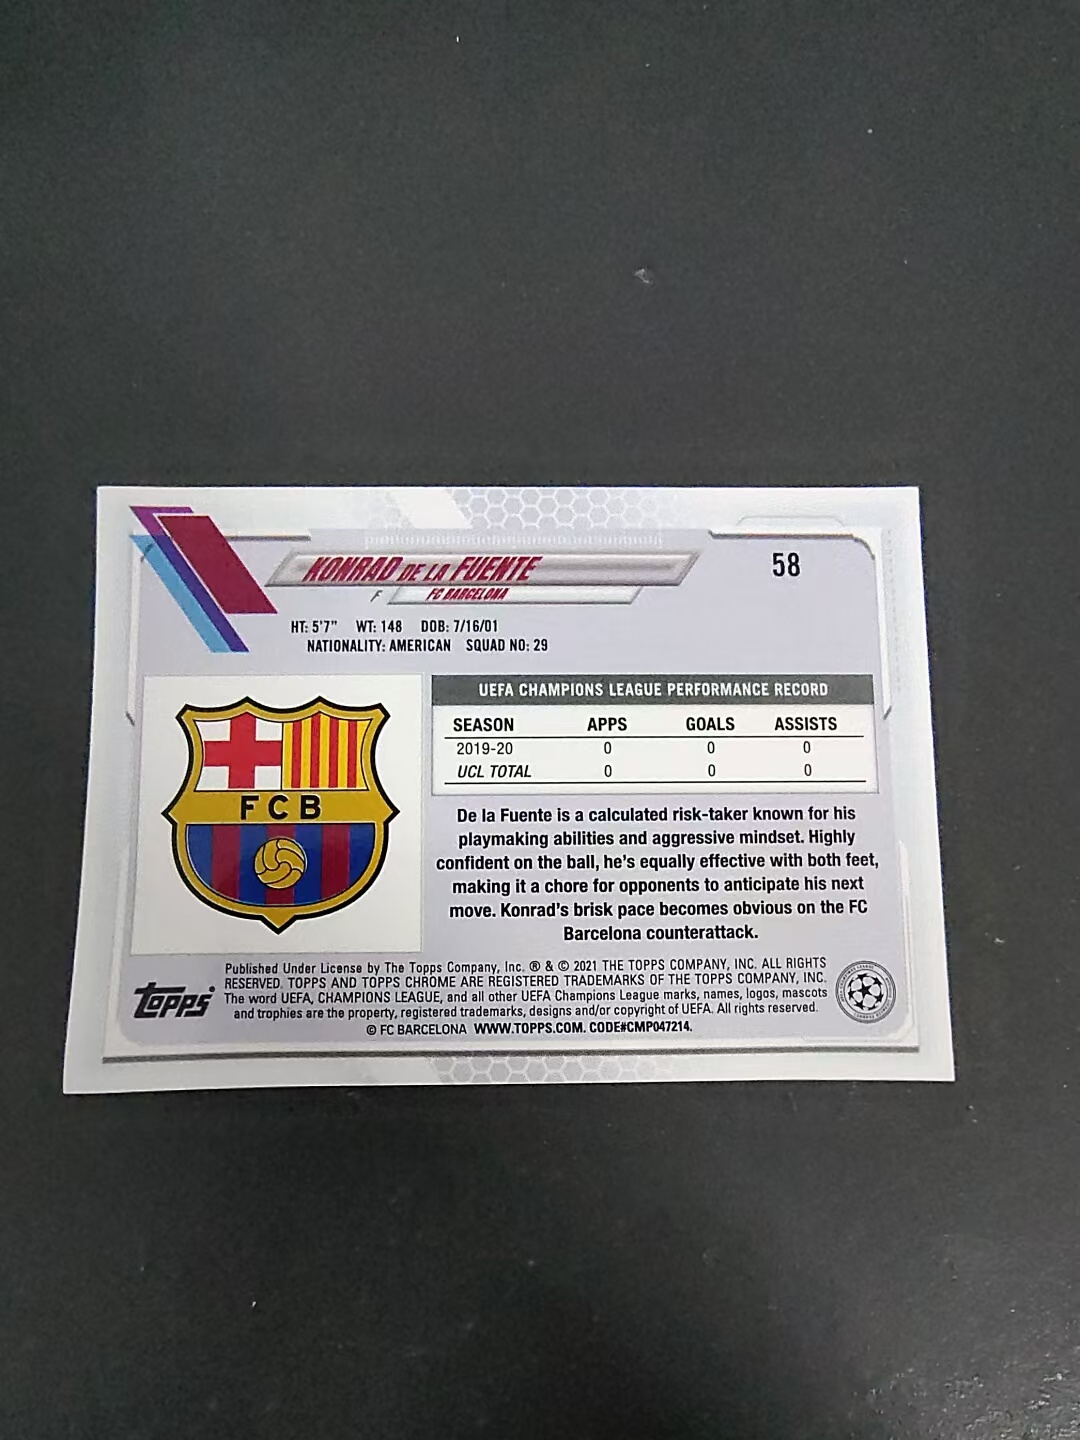 KONRAD DE LA FUENTE
58
F FC BARCELONA
HT: 5'7" WT: 148 DOB: 7/16/01
NATIONALITY: AMERICAN SQUAD NO: 29
UEFA CHAMPIONS LEAGUE PERFORMANCE RECORD
SEASON APPS GOALS ASSISTS
2019-20 0 0 0
UCL TOTAL 0 0 0
FCB
De la Fuente is a calculated risk-taker known for his
playmaking abilities and aggressive mindset. Highly
confident on the ball, he's equally effective with both feet,
making it a chore for opponents to anticipate his next
move. Konrad's brisk pace becomes obvious on the FC
Barcelona counterattack.
Published Under License by The Topps Company, Inc. ® & © 2021 THE TOPPS COMPANY, INC. ALL RIGHTS
RESERVED. TOPPS AND TOPPS CHROME ARE REGISTERED TRADEMARKS OF THE TOPPS COMPANY, INC.
The word UEFA, CHAMPIONS LEAGUE, and all other UEFA Champions League marks, names, logos, mascots
and trophies are the property, registered trademarks, designs and/or copyright of UEFA. All rights reserved.
© FC BARCELONA WWW.TOPPS.COM. CODE#CMP047214.
Topps